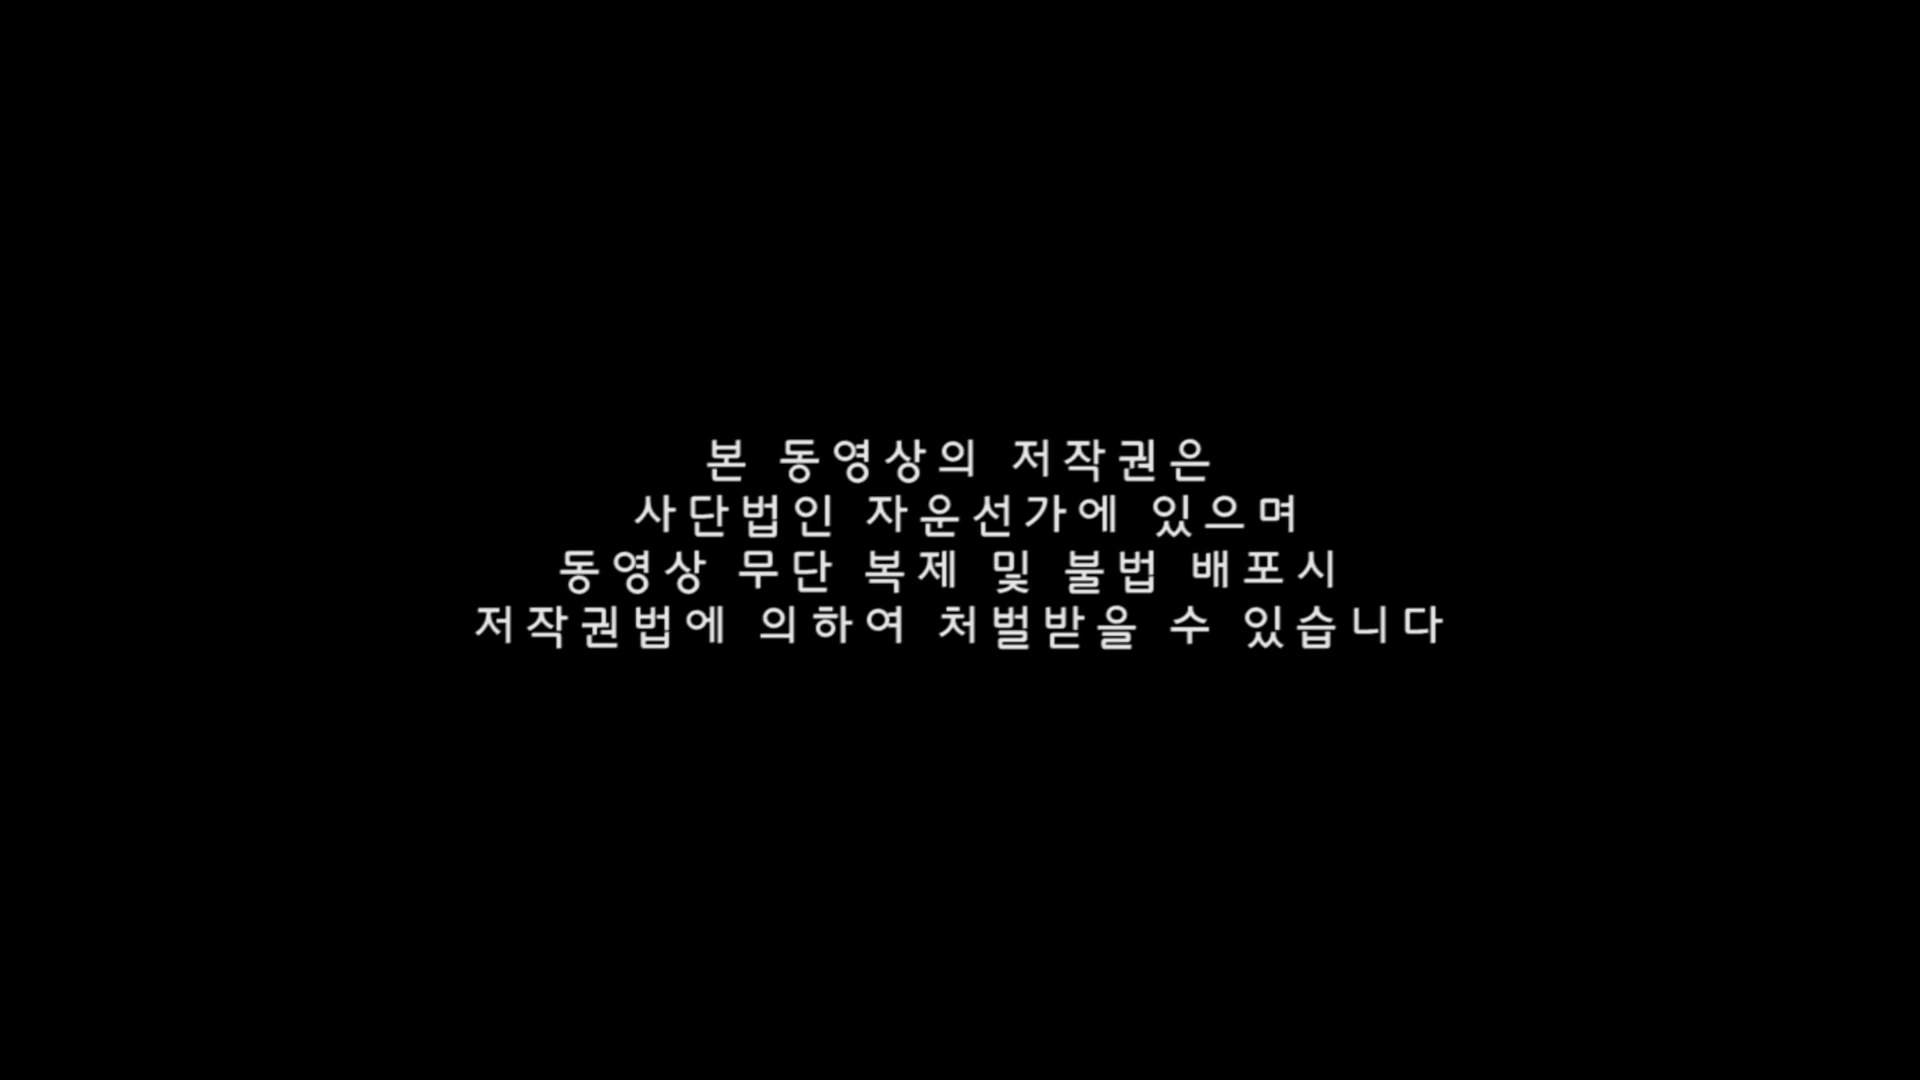 본 동영상의 저작권은
사단법인 자운선가에 있으며
동영상 무단 복제 및 불법 배포시
저작권법에 의하여 처벌받을 수 있습니다